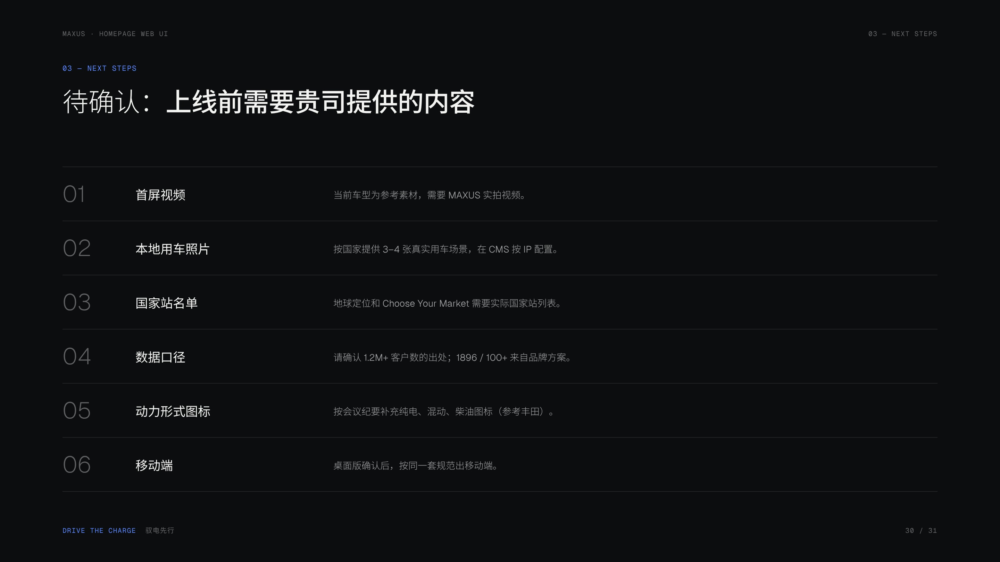 MAXUS · HOMEPAGE WEB UI
03 — NEXT STEPS
03 — NEXT STEPS
待确认：上线前需要贵司提供的内容
01 首屏视频 当前车型为参考素材，需要 MAXUS 实拍视频。
02 本地用车照片 按国家提供 3–4 张真实用车场景，在 CMS 按 IP 配置。
03 国家站名单 地球定位和 Choose Your Market 需要实际国家站列表。
04 数据口径 请确认 1.2M+ 客户数的出处；1896 / 100+ 来自品牌方案。
05 动力形式图标 按会议纪要补充纯电、混动、柴油图标（参考丰田）。
06 移动端 桌面版确认后，按同一套规范出移动端。
DRIVE THE CHARGE 驭电先行
30 / 31